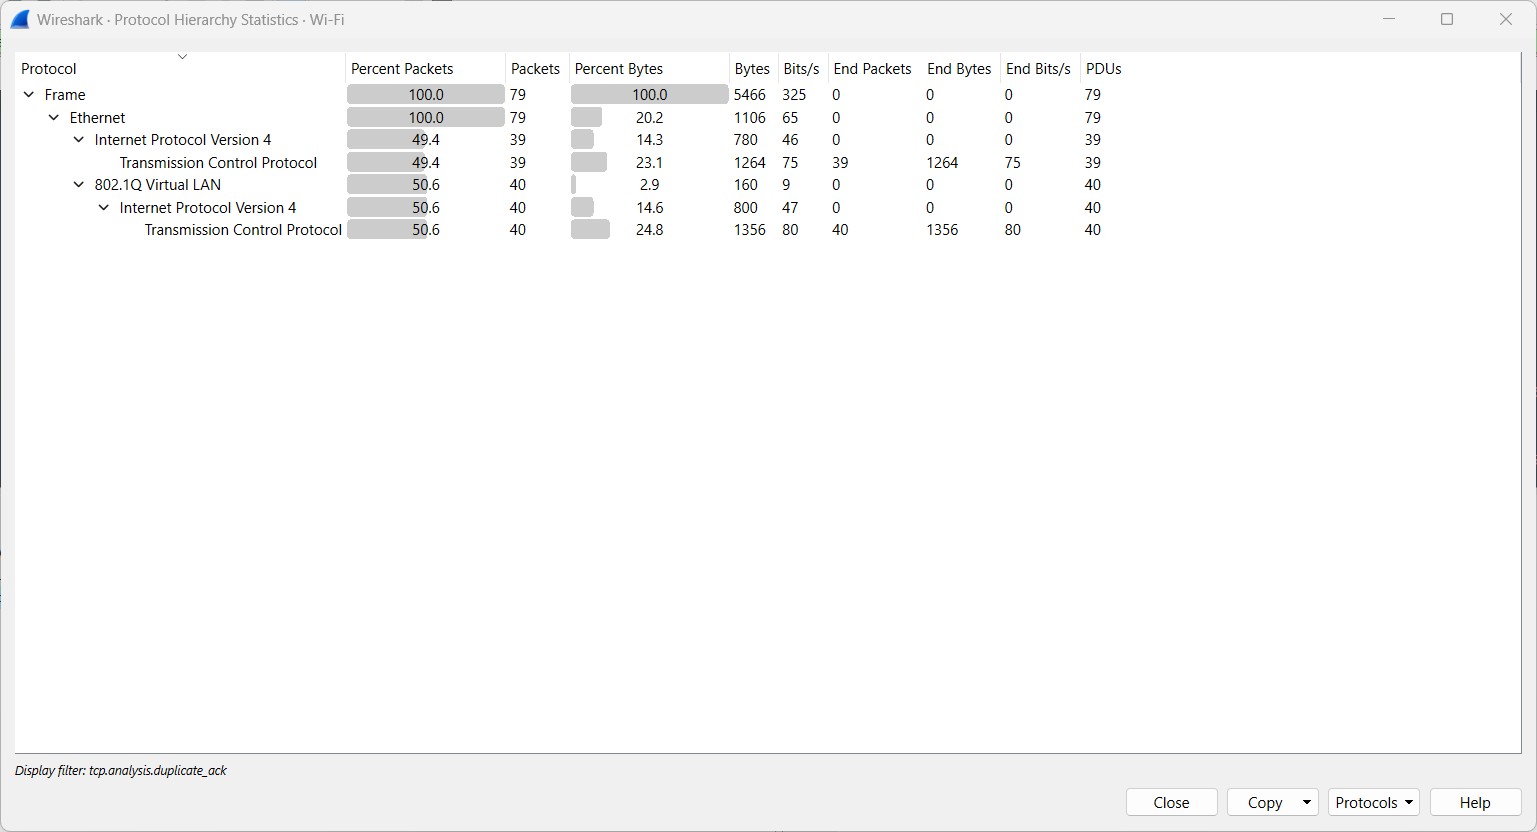 Wireshark · Protocol Hierarchy Statistics · Wi-Fi
Protocol Percent Packets Packets Percent Bytes Bytes Bits/s End Packets End Bytes End Bits/s PDUs
Frame 100.0 79 100.0 5466 325 0 0 0 79
Ethernet 100.0 79 20.2 1106 65 0 0 0 79
Internet Protocol Version 4 49.4 39 14.3 780 46 0 0 0 39
Transmission Control Protocol 49.4 39 23.1 1264 75 39 1264 75 39
802.1Q Virtual LAN 50.6 40 2.9 160 9 0 0 0 40
Internet Protocol Version 4 50.6 40 14.6 800 47 0 0 0 40
Transmission Control Protocol 50.6 40 24.8 1356 80 40 1356 80 40
Display filter: tcp.analysis.duplicate_ack
Close Copy Protocols Help